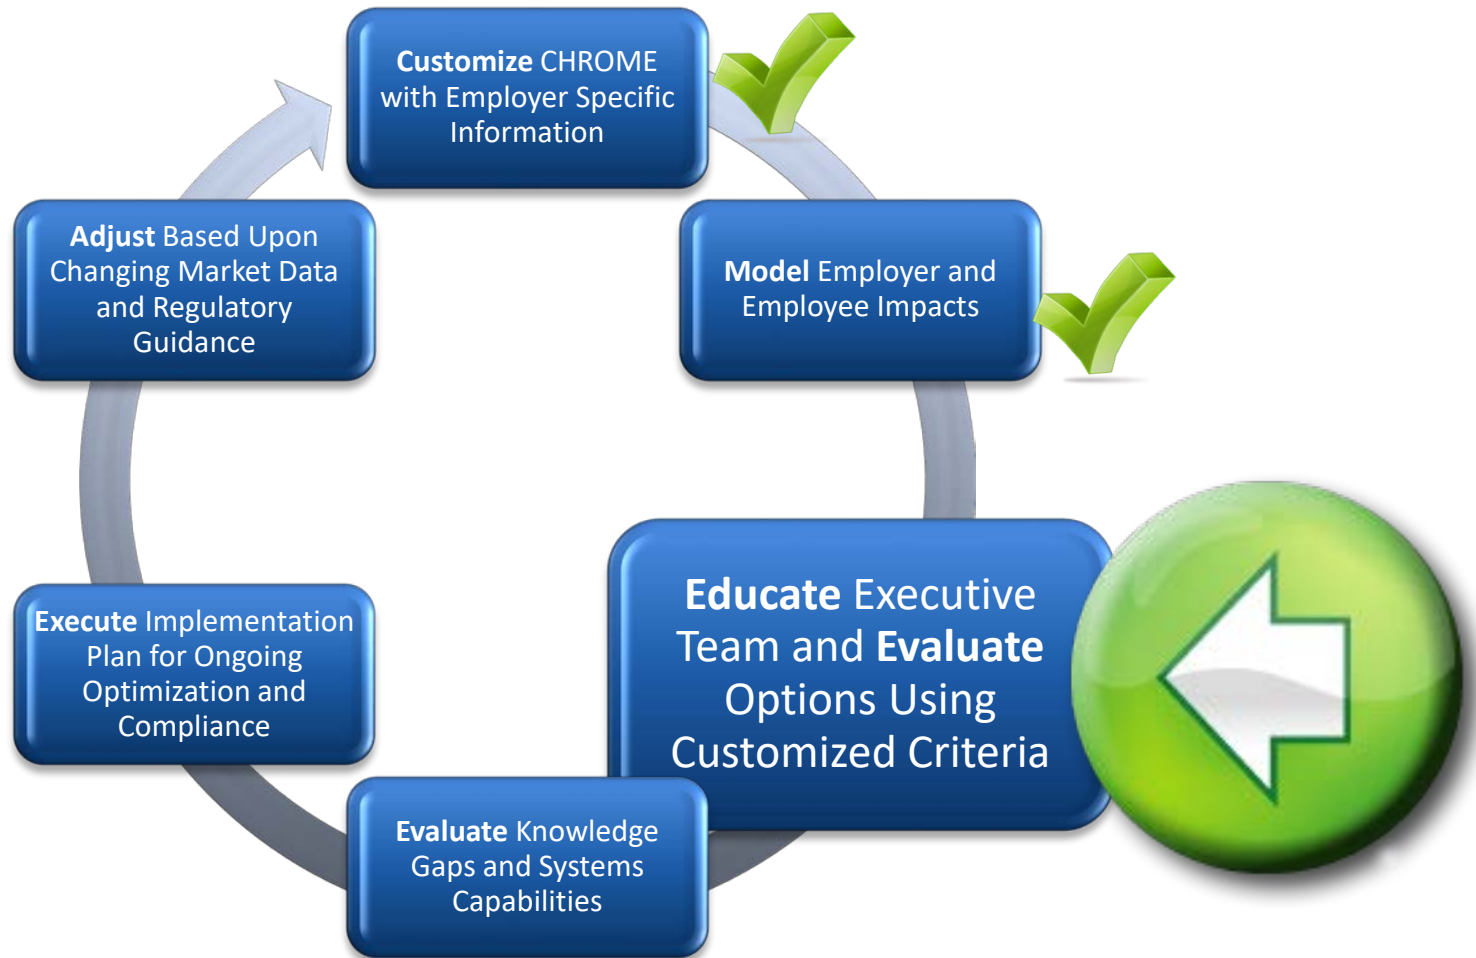 Customize CHROME
with Employer Specific
Information
Model Employer and
Employee Impacts
Educate Executive
Team and Evaluate
Options Using
Customized Criteria
Evaluate Knowledge
Gaps and Systems
Capabilities
Execute Implementation
Plan for Ongoing
Optimization and
Compliance
Adjust Based Upon
Changing Market Data
and Regulatory
Guidance